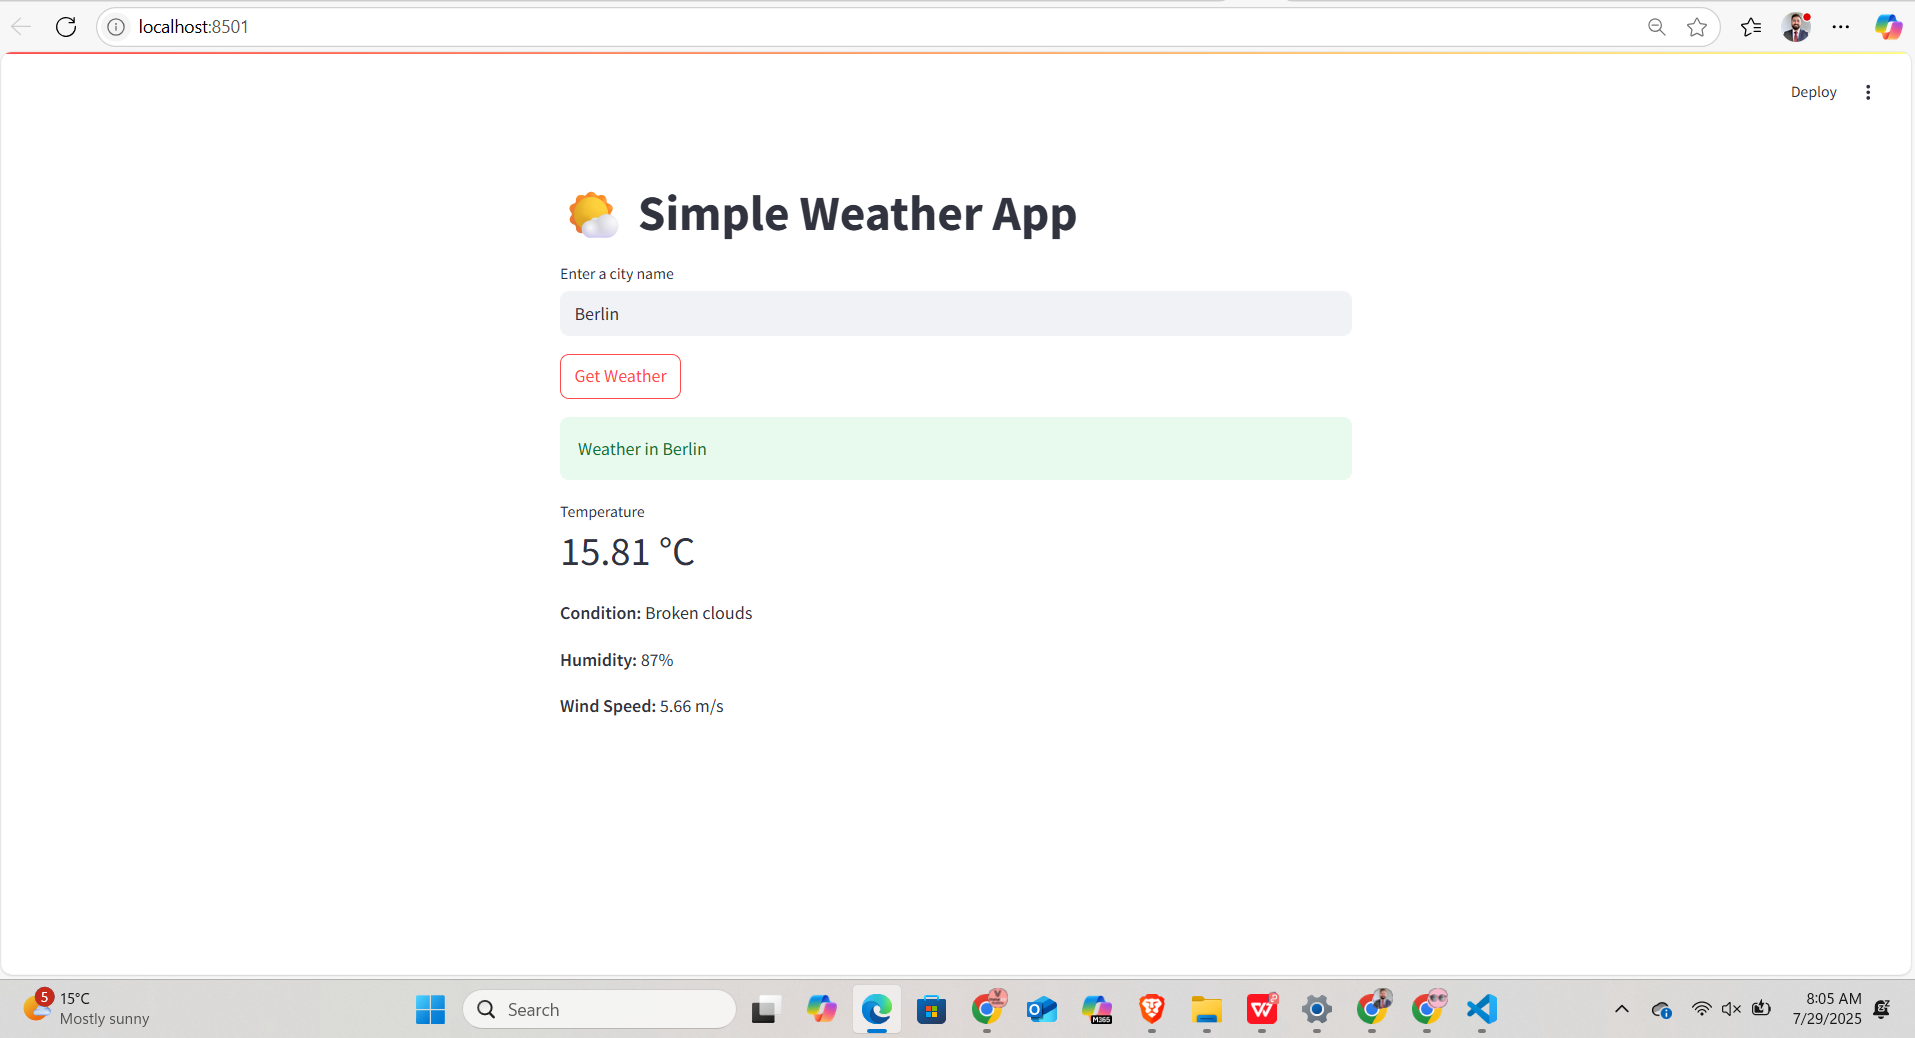 localhost:8501
Deploy
Simple Weather App
Enter a city name
Berlin
Get Weather
Weather in Berlin
Temperature
15.81 °C
Condition: Broken clouds
Humidity: 87%
Wind Speed: 5.66 m/s
5
15°C
Mostly sunny
Search
M365
8:05 AM
7/29/2025